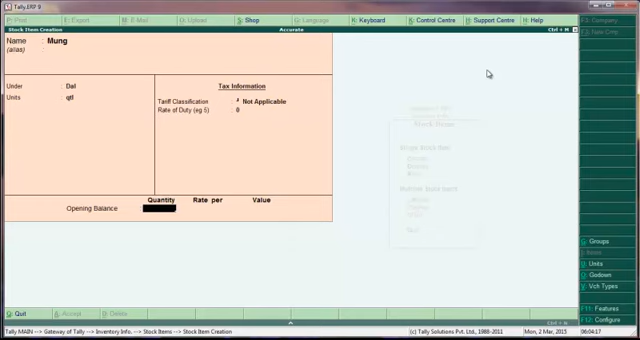 Tally.ERP 9
P: Print E: Export M: E-Mail O: Upload S: Shop G: Language K: Keyboard K: Control Centre H: Support Centre H: Help
Stock Item Creation Accurate Ctrl + M
F3: Company
F3: New Cmp
Name : Mung
(alias) :
Under : Dal
Units : qtl
Tax Information
Tariff Classification : Not Applicable
Rate of Duty (eg 5) : 0
Stock Items
Quit
Quantity Rate per Value
Opening Balance
G: Groups
I: Items
U: Units
O: Godown
V: Vch Types
F11: Features
F12: Configure
Q: Quit A: Accept D: Delete
Ctrl + N
Tally MAIN --> Gateway of Tally --> Inventory Info. --> Stock Items --> Stock Item Creation (c) Tally Solutions Pvt. Ltd., 1988-2011 Mon, 2 Mar, 2015 06:04:17